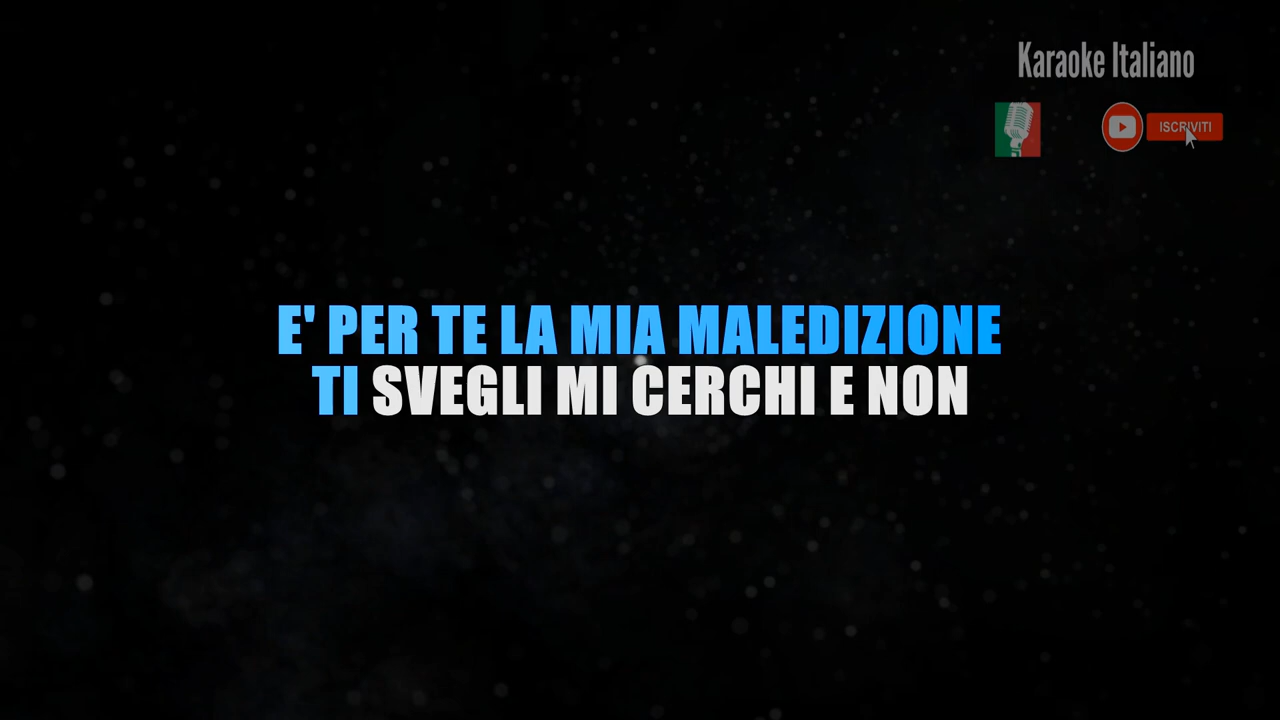 Karaoke Italiano
ISCRIVITI
E' PER TE LA MIA MALEDIZIONE
TI SVEGLI MI CERCHI E NON